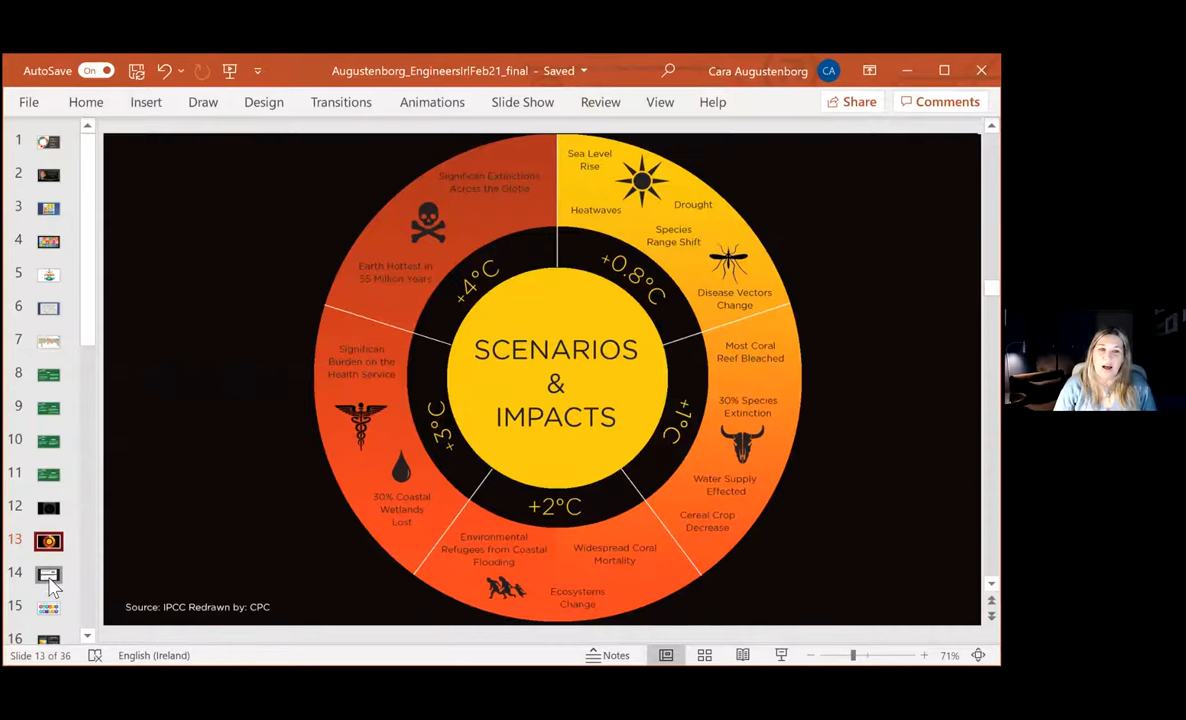 AutoSave On
Augustenborg_EngineersIrlFeb21_final - Saved
Cara Augustenborg CA
File Home Insert Draw Design Transitions Animations Slide Show Review View Help
Share Comments
1
2
3
4
5
6
7
8
9
10
11
12
13
14
15
16
Sea Level
Rise
Heatwaves
Drought
Species
Range Shift
Disease Vectors
Change
+0.8°C
Most Coral
Reef Bleached
30% Species
Extinction
Water Supply
Effected
Cereal Crop
Decrease
+1°C
Widespread Coral
Mortality
Environmental
Refugees from Coastal
Flooding
Ecosystems
Change
+2°C
Significan
Burden on the
Health Service
30% Coastal
Wetlands
Lost
+3°C
Significant Extinctions
Across the Globe
Earth Hottest in
55 Million Years
+4°C
SCENARIOS
&
IMPACTS
Source: IPCC Redrawn by: CPC
Slide 13 of 36
English (Ireland)
Notes
71%